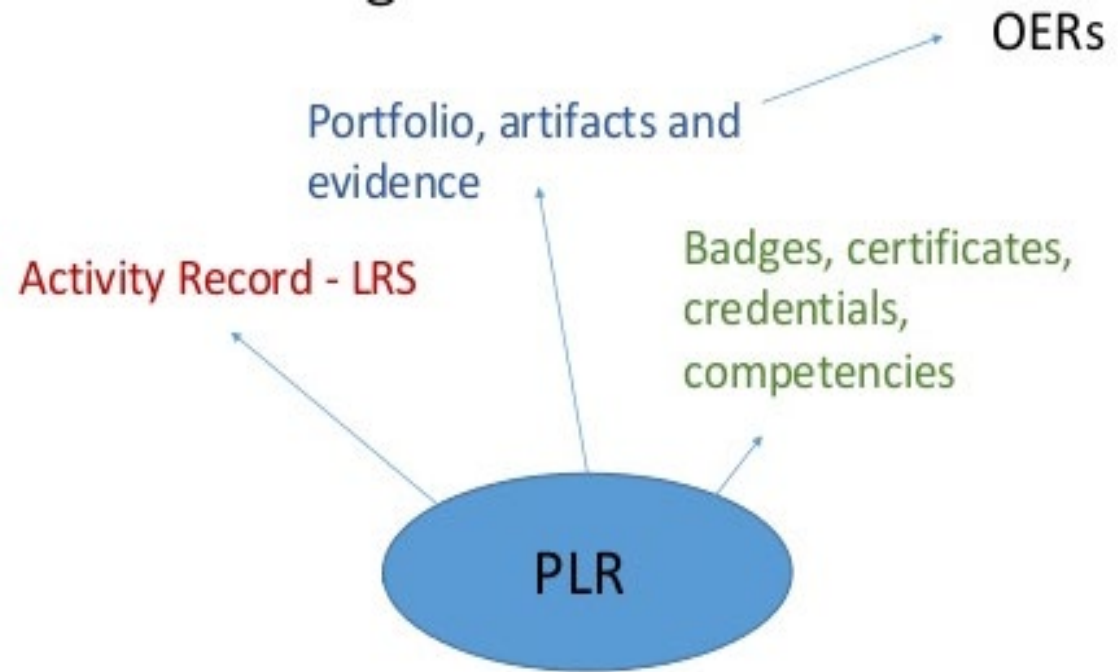 OERs
Portfolio, artifacts and
evidence
Badges, certificates,
credentials,
competencies
Activity Record - LRS
PLR